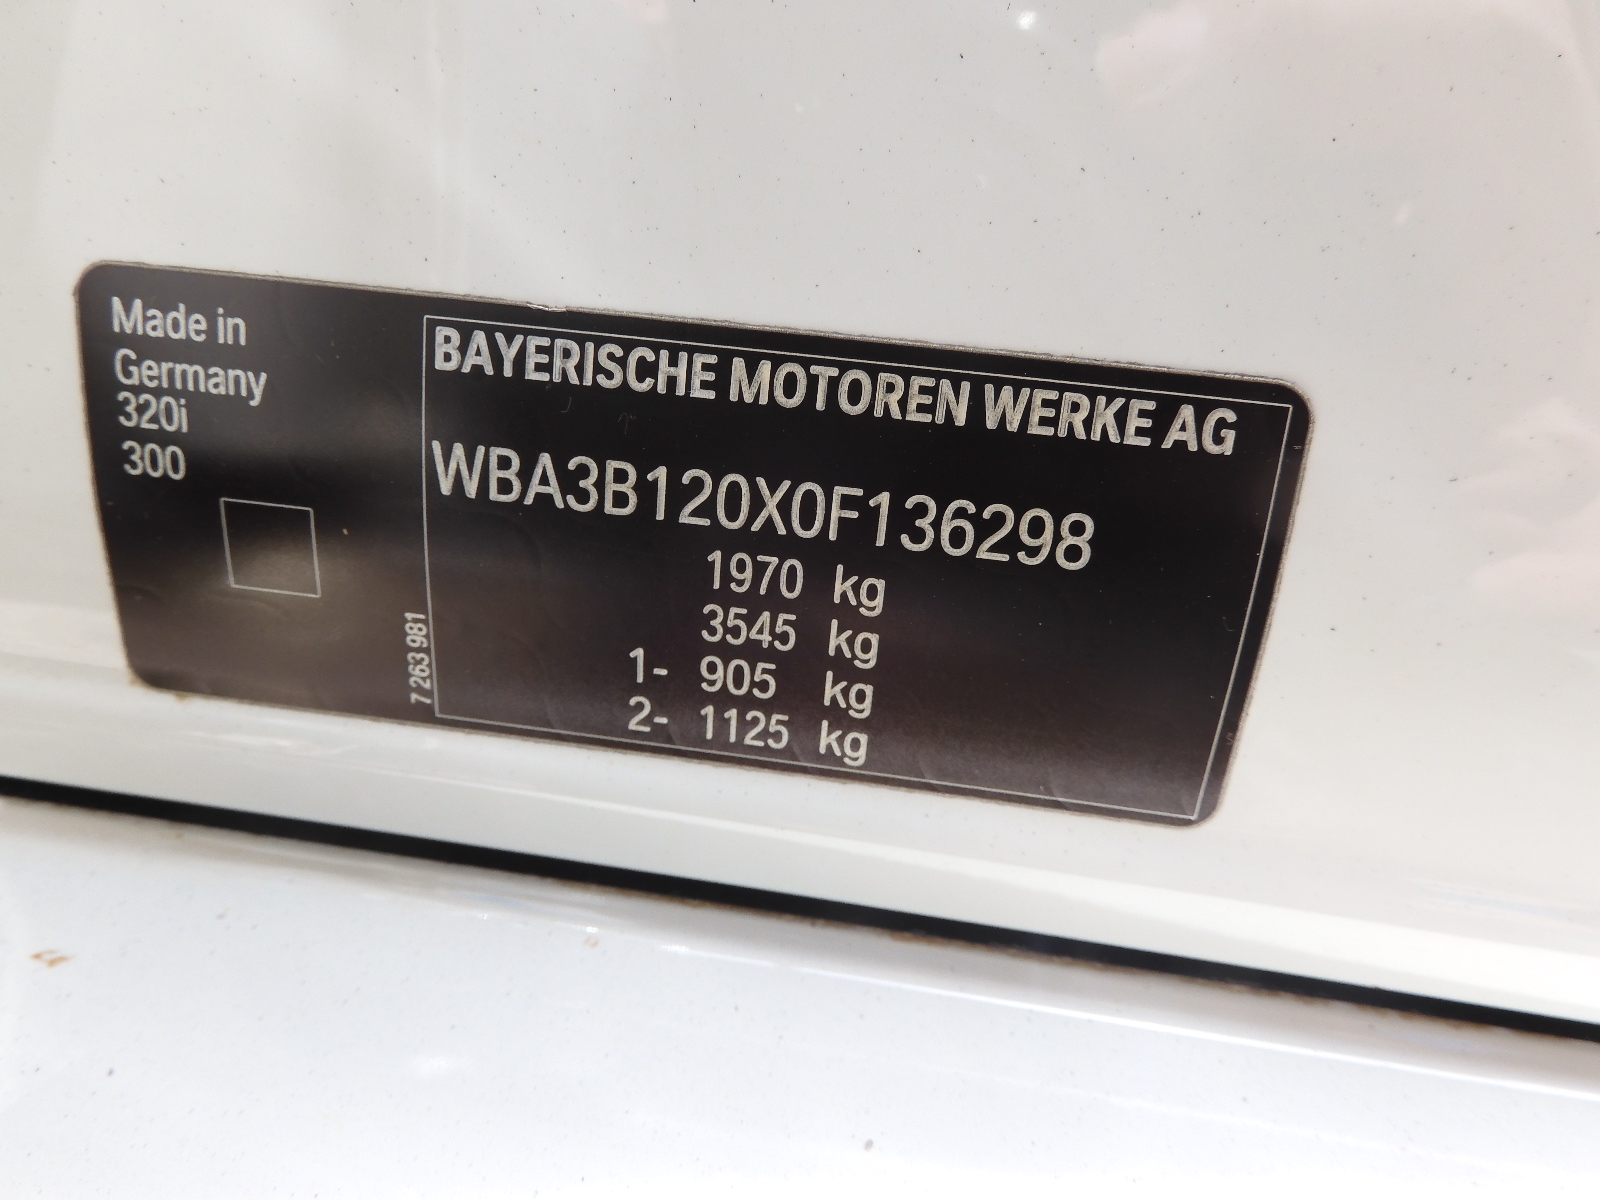 Made in
Germany
320i
300
7 263 981
BAYERISCHE MOTOREN WERKE AG
WBA3B120X0F136298
1970 kg
3545 kg
1- 905 kg
2- 1125 kg